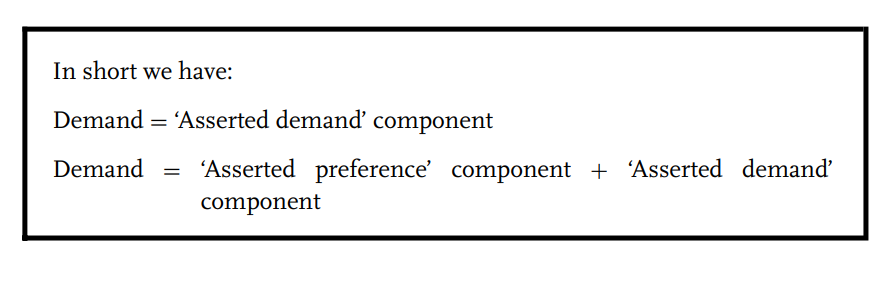 In short we have:
Demand = ‘Asserted demand’ component
Demand = ‘Asserted preference’ component + ‘Asserted demand’
component